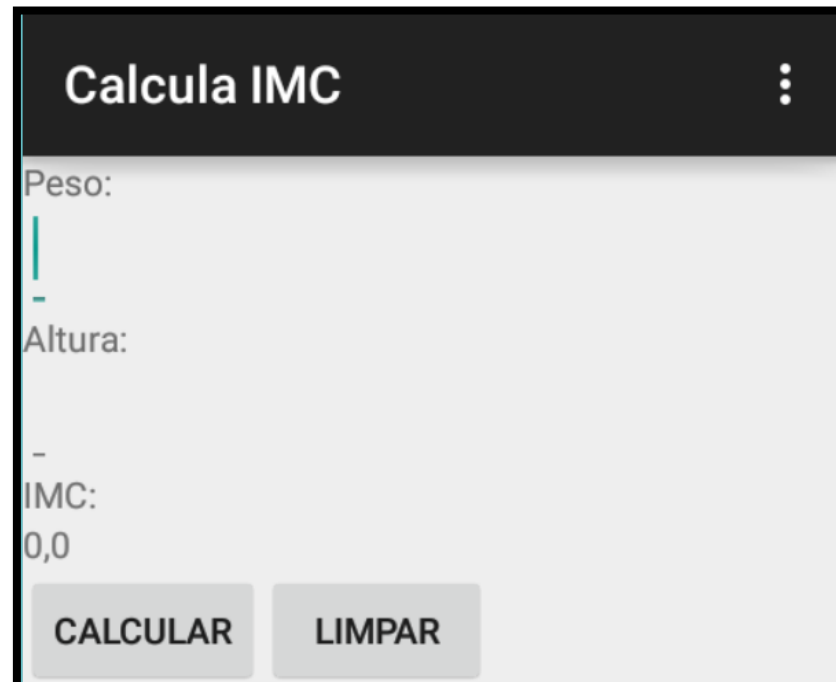 Calcula IMC
Peso:
Altura:
IMC:
0,0
CALCULAR LIMPAR